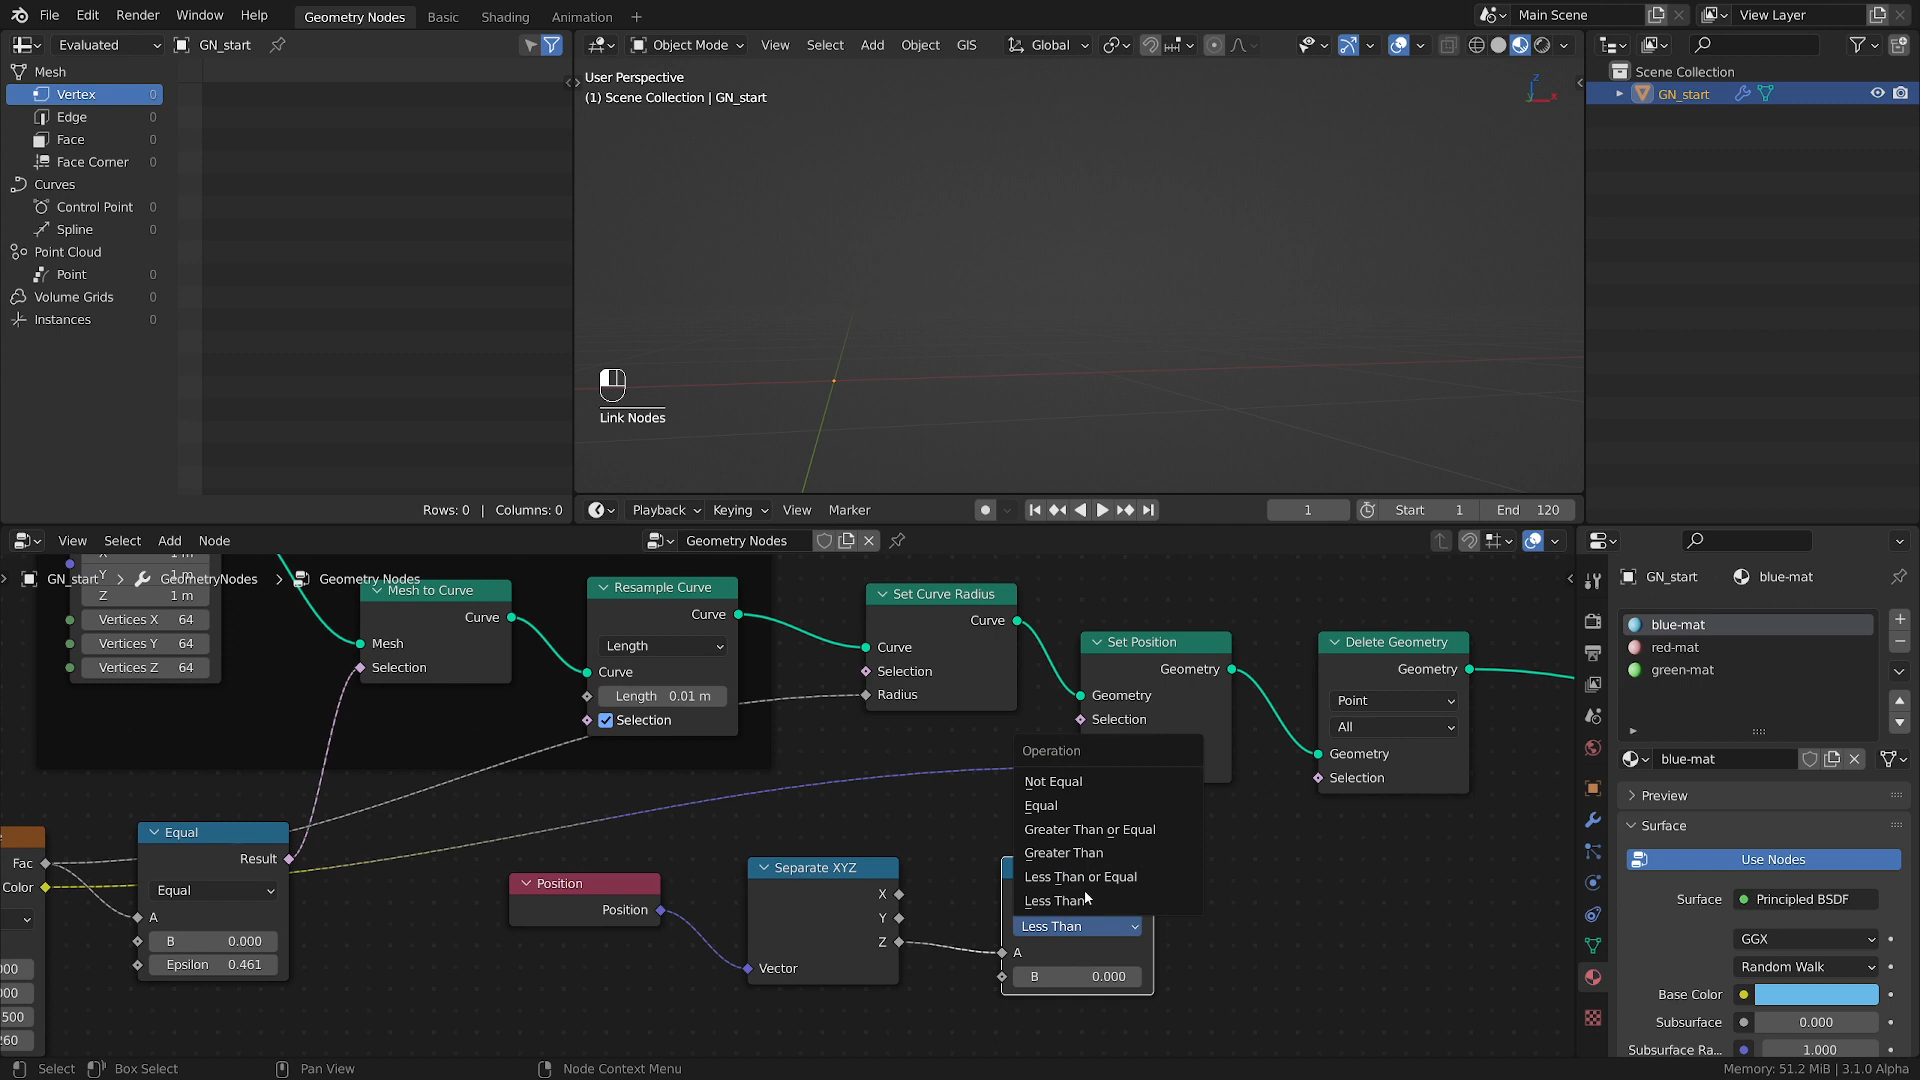 File Edit Render Window Help Geometry Nodes Basic Shading Animation + Main Scene View Layer
Evaluated GN_start Object Mode View Select Add Object GIS Global
Mesh
Vertex 0
Edge 0
Face 0
Face Corner 0
Curves
Control Point 0
Spline 0
Point Cloud
Point 0
Volume Grids 0
Instances 0
Rows: 0 | Columns: 0
User Perspective
(1) Scene Collection | GN_start
Z
Y X
Link Nodes
Scene Collection
GN_start
Playback Keying View Marker 1 Start 1 End 120
View Select Add Node Geometry Nodes
GN_start > GeometryNodes > Geometry Nodes
X 1 m
Y 1 m
Z 1 m
Vertices X 64
Vertices Y 64
Vertices Z 64
Mesh to Curve
Curve
Mesh
Selection
Resample Curve
Curve
Length
Curve
Length 0.01 m
Selection
Set Curve Radius
Curve
Curve
Selection
Radius
Set Position
Geometry
Geometry
Selection
Delete Geometry
Geometry
Point
All
Geometry
Selection
Operation
Not Equal
Equal
Greater Than or Equal
Greater Than
Less Than or Equal
Less Than
Less Than
A
B 0.000
Fac
Color
500
Equal
Result
Equal
A
B 0.000
Epsilon 0.461
Position
Position
Separate XYZ
X
Y
Z
Vector
GN_start blue-mat
blue-mat
red-mat
green-mat
blue-mat
Preview
Surface
Use Nodes
Surface Principled BSDF
GGX
Random Walk
Base Color
Subsurface 0.000
Subsurface Ra... 1.000
Select Box Select Pan View Node Context Menu Memory: 51.2 MiB | 3.1.0 Alpha